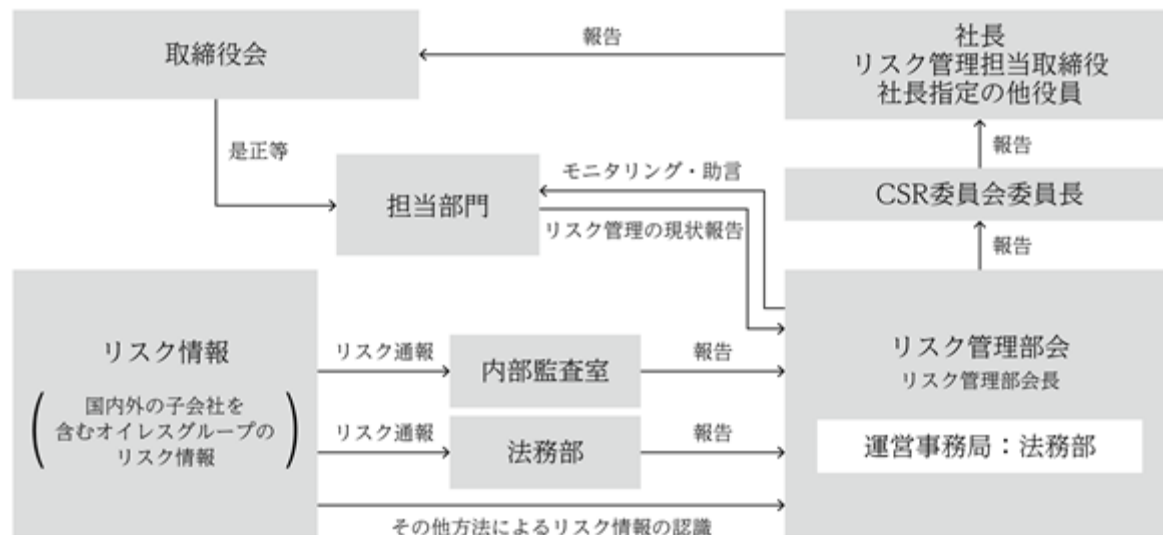 取締役会
報告
社長
リスク管理担当取締役
社長指定の他役員
是正等
報告
担当部門
モニタリング・助言
リスク管理の現状報告
CSR委員会委員長
報告
リスク情報
国内外の子会社を
含むオイレスグループの
リスク情報
リスク通報
内部監査室
報告
リスク通報
法務部
報告
リスク管理部会
リスク管理部会長
運営事務局：法務部
その他方法によるリスク情報の認識